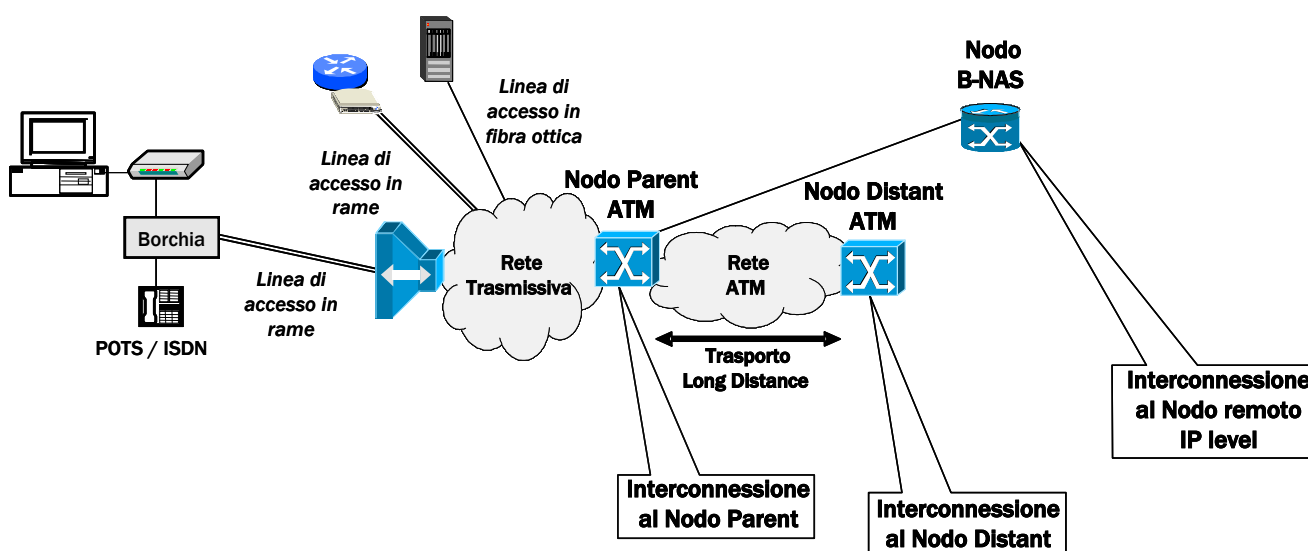 Nodo
B-NAS
Linea di
accesso in
fibra ottica
Linea di
accesso in
rame
Nodo Parent
ATM
Nodo Distant
ATM
Borchia
Rete
Trasmissiva
Rete
ATM
Linea di
accesso in
rame
POTS / ISDN
Trasporto
Long Distance
Interconnessione
al Nodo remoto
IP level
Interconnessione
al Nodo Parent
Interconnessione
al Nodo Distant